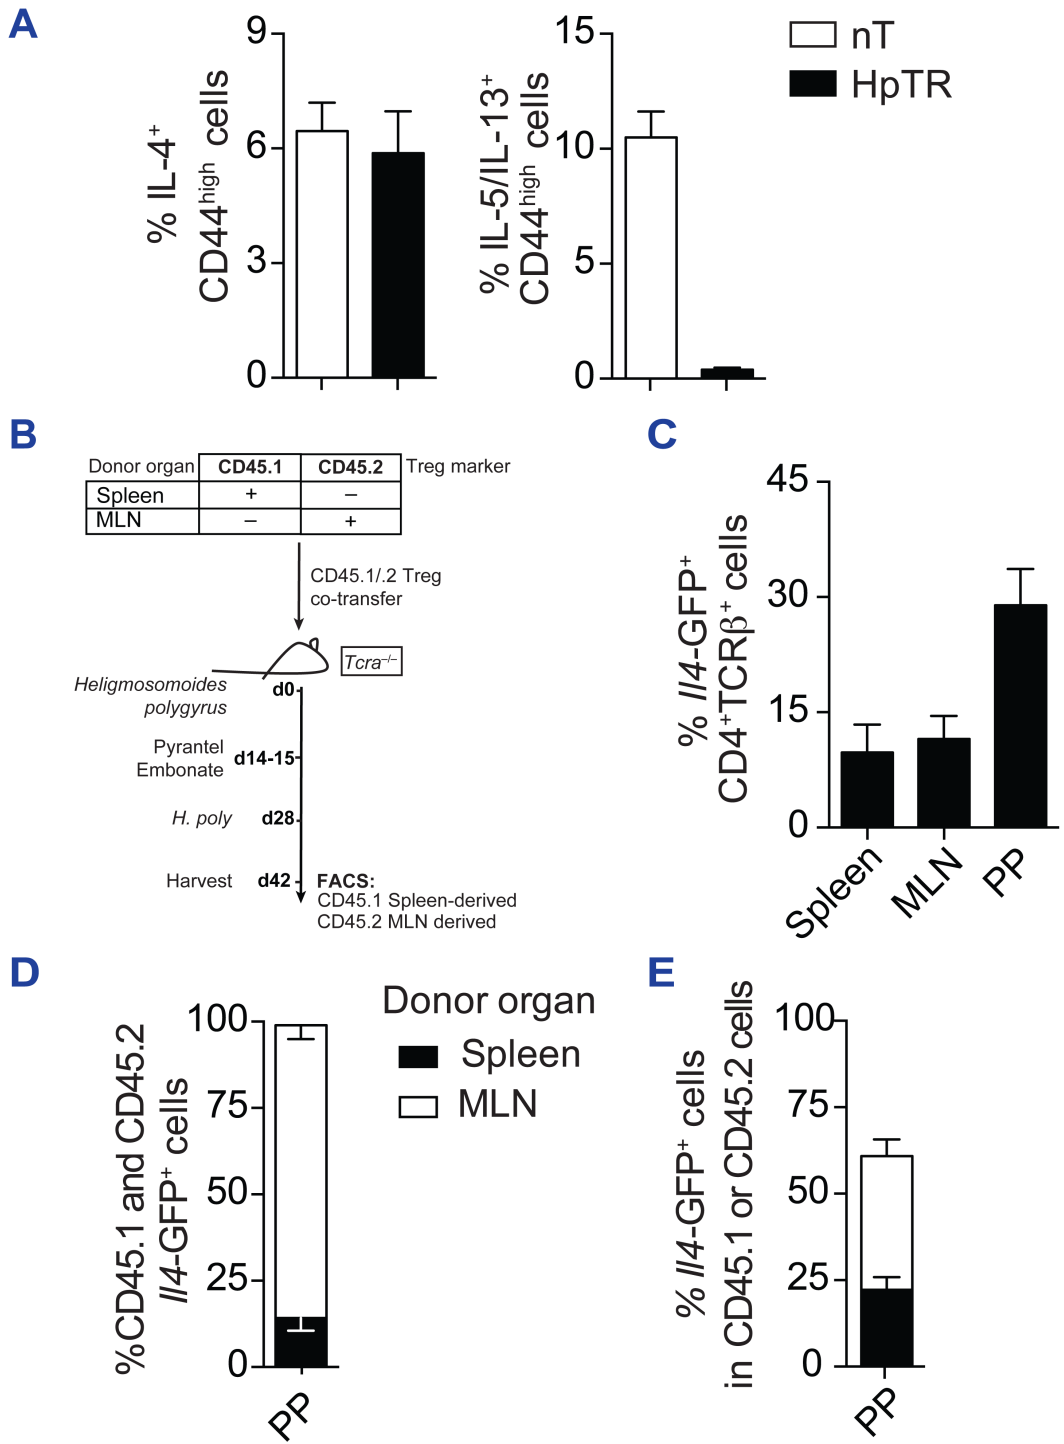 A
% IL-4+
CD44high cells
9
6
3
0
% IL-5/IL-13+
CD44high cells
15
10
5
0
nT
HpTR
B
Donor organ CD45.1 CD45.2 Treg marker
Spleen + –
MLN – +
CD45.1/.2 Treg
co-transfer
Tcra–/–
Heligmosomoides
polygyrus
d0
Pyrantel
Embonate
d14-15
H. poly d28
Harvest d42
FACS:
CD45.1 Spleen-derived
CD45.2 MLN derived
C
% Il4-GFP+
CD4+TCRβ+ cells
45
30
15
0
Spleen
MLN
PP
D
%CD45.1 and CD45.2
Il4-GFP+ cells
100
75
50
25
0
PP
Donor organ
Spleen
MLN
E
% Il4-GFP+ cells
in CD45.1 or CD45.2 cells
100
75
50
25
0
PP